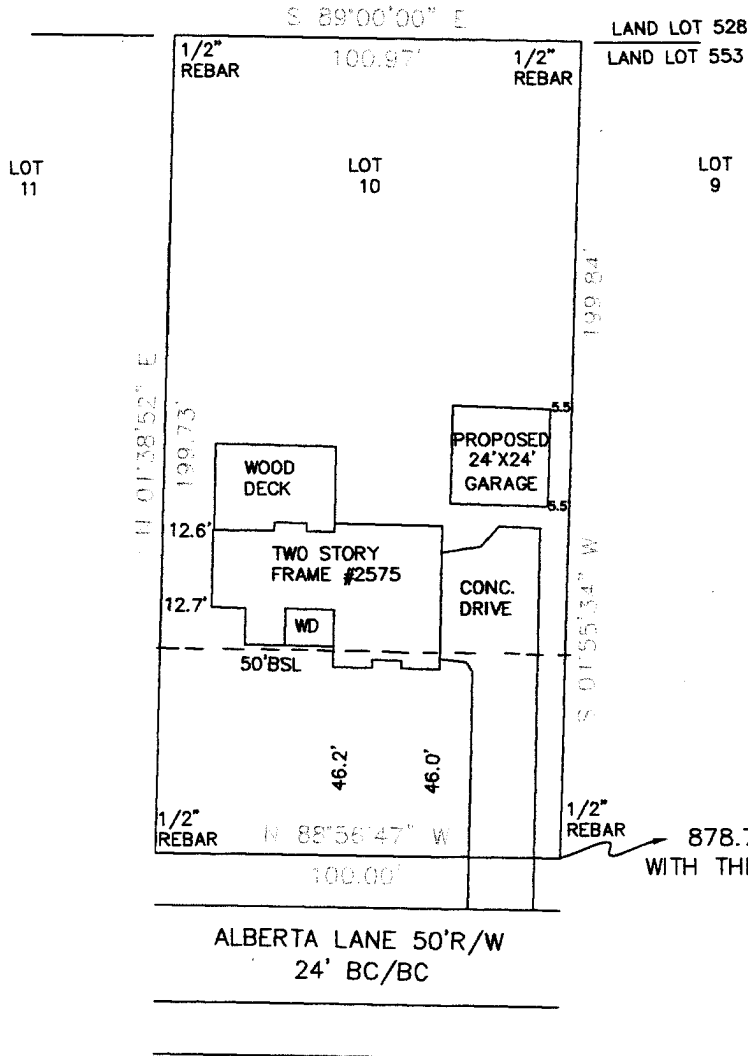 S 89°00'00" E
LAND LOT 528
1/2"
REBAR
100.97'
1/2"
REBAR
LAND LOT 553
LOT
11
LOT
10
LOT
9
199.84'
N 01°38'52" E
199.73'
5.5'
PROPOSED
24'X24'
GARAGE
5.5'
WOOD
DECK
12.6'
TWO STORY
FRAME #2575
CONC.
DRIVE
S 01°55'34" W
12.7'
WD
50'BSL
46.2'
46.0'
1/2"
REBAR
N 88°56'47" W
1/2"
REBAR
878.7
WITH TH
100.00'
ALBERTA LANE 50'R/W
24' BC/BC